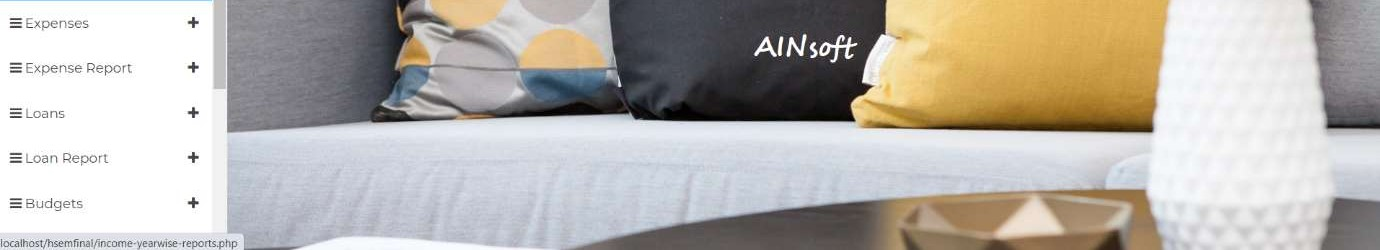 Expenses
Expense Report
Loans
Loan Report
Budgets
localhost/hsemfinal/income-yearwise-reports.php
AINsoft